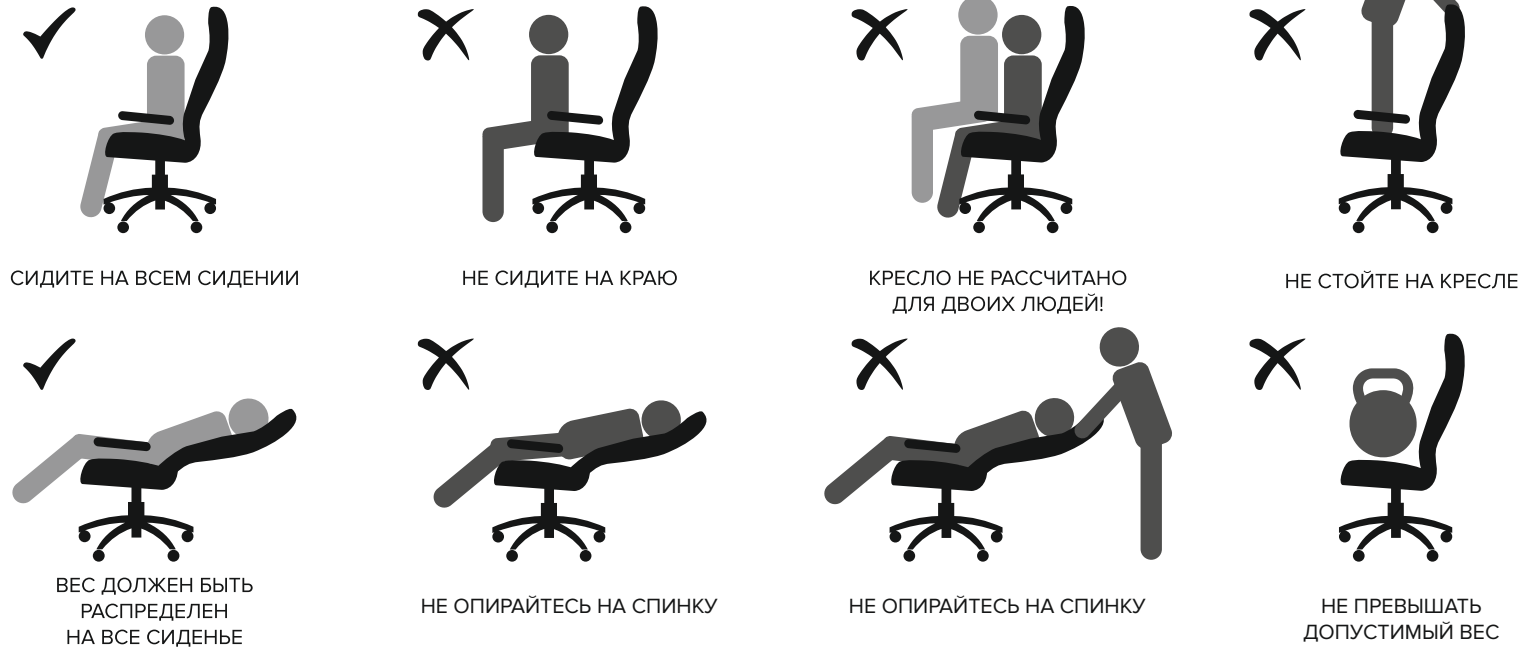 СИДИТЕ НА ВСЕМ СИДЕНИИ
НЕ СИДИТЕ НА КРАЮ
КРЕСЛО НЕ РАССЧИТАНО
ДЛЯ ДВОИХ ЛЮДЕЙ!
НЕ СТОЙТЕ НА КРЕСЛЕ
ВЕС ДОЛЖЕН БЫТЬ
РАСПРЕДЕЛЕН
НА ВСЕ СИДЕНЬЕ
НЕ ОПИРАЙТЕСЬ НА СПИНКУ
НЕ ОПИРАЙТЕСЬ НА СПИНКУ
НЕ ПРЕВЫШАТЬ
ДОПУСТИМЫЙ ВЕС